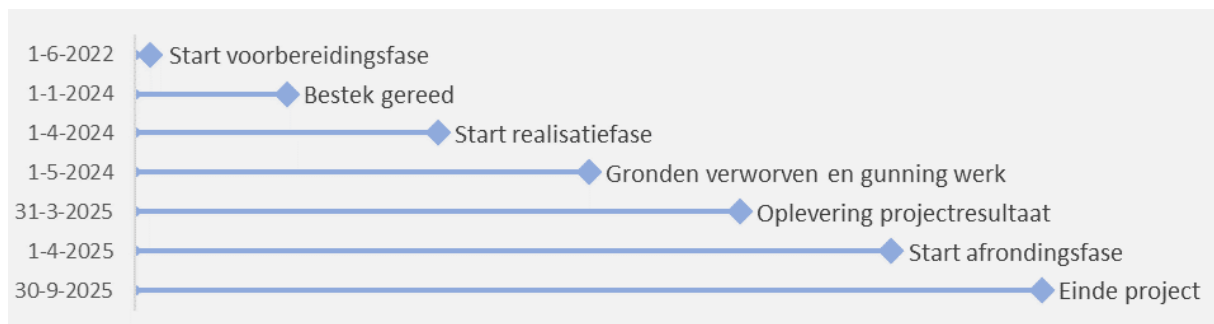 1-6-2022 Start voorbereidingsfase
1-1-2024 Bestek gereed
1-4-2024 Start realisatiefase
1-5-2024 Gronden verworven en gunning werk
31-3-2025 Oplevering projectresultaat
1-4-2025 Start afrondingsfase
30-9-2025 Einde project